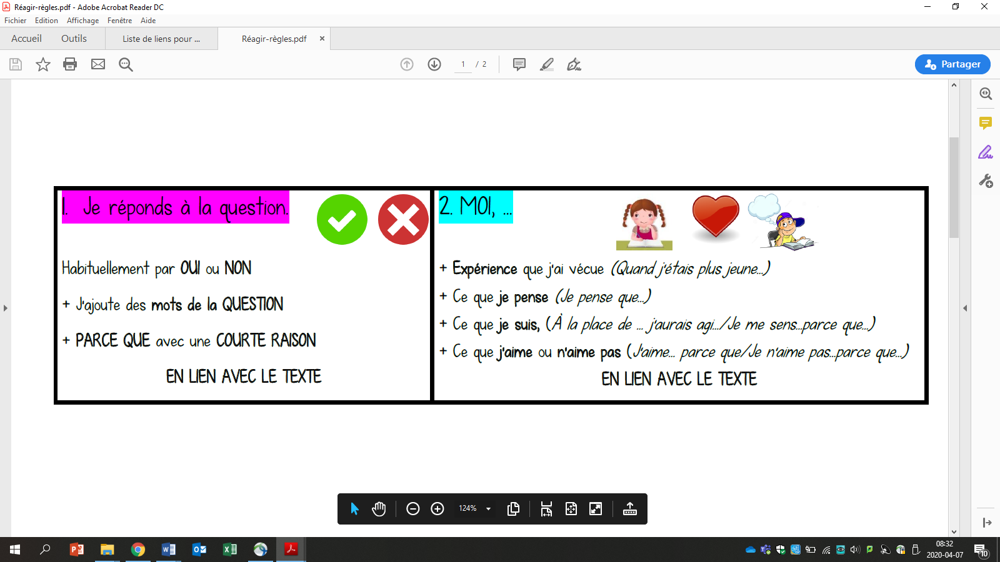 Réagir-règles.pdf - Adobe Acrobat Reader DC
Fichier Edition Affichage Fenêtre Aide
Accueil Outils Liste de liens pour ... Réagir-règles.pdf ×
1 / 2 Partager
1. Je réponds à la question.
Habituellement par OUI ou NON
+ J'ajoute des mots de la QUESTION
+ PARCE QUE avec une COURTE RAISON
EN LIEN AVEC LE TEXTE
2. MOI, ...
+ Expérience que j'ai vécue (Quand j'étais plus jeune...)
+ Ce que je pense (Je pense que...)
+ Ce que je suis, (À la place de ... j'aurais agi.../Je me sens...parce que...)
+ Ce que j'aime ou n'aime pas (J'aime... parce que/Je n'aime pas...parce que...)
EN LIEN AVEC LE TEXTE
124%
08:32
2020-04-07
10